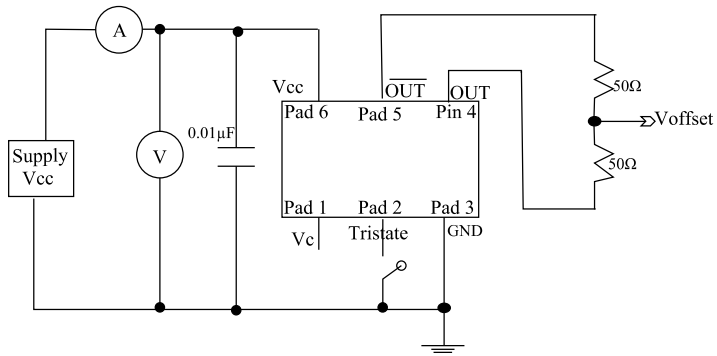 A
Vcc
OUT
OUT
50Ω
Pad 6
Pad 5
Pin 4
Voffset
0.01μF
Supply
Vcc
V
50Ω
Pad 1
Pad 2
Pad 3
Vc
Tristate
GND